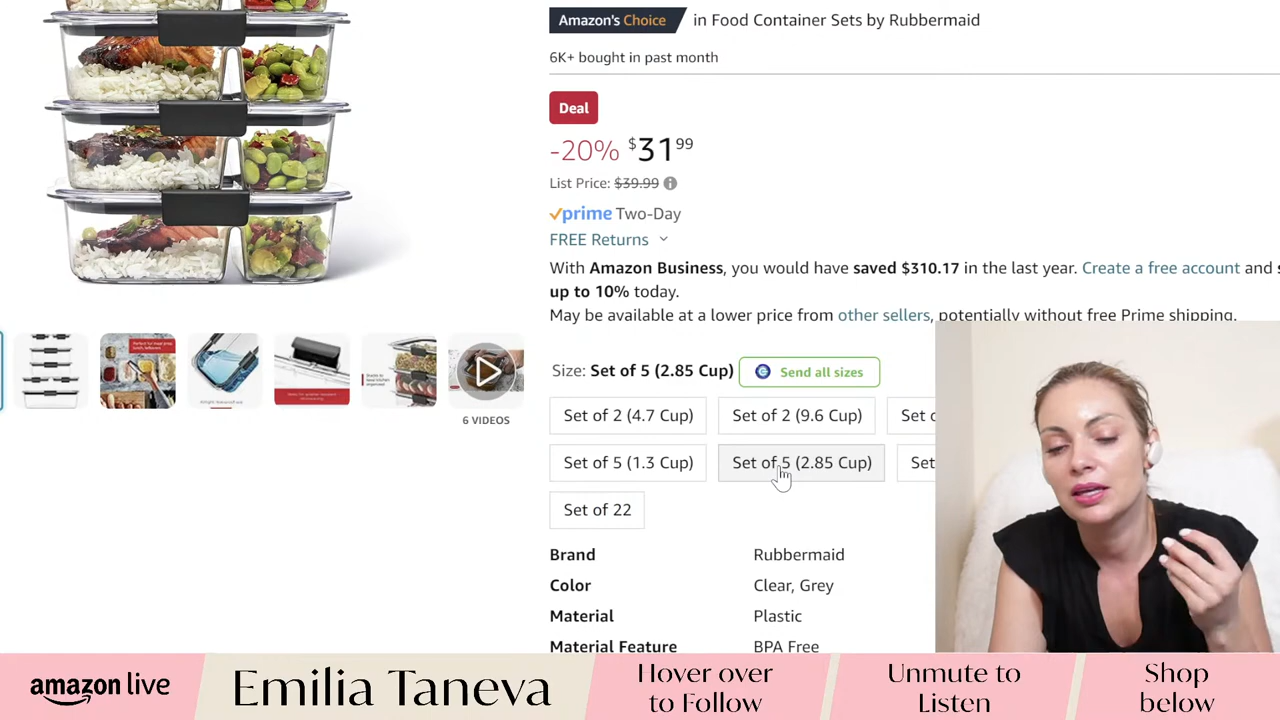 Amazon's Choice in Food Container Sets by Rubbermaid
6K+ bought in past month
Deal
-20% $31 99
List Price: $39.99
prime Two-Day
FREE Returns
With Amazon Business, you would have saved $310.17 in the last year. Create a free account and
up to 10% today.
May be available at a lower price from other sellers, potentially without free Prime shipping.
6 VIDEOS
Size: Set of 5 (2.85 Cup) Send all sizes
Set of 2 (4.7 Cup) Set of 2 (9.6 Cup) Set
Set of 5 (1.3 Cup) Set of 5 (2.85 Cup) Set
Set of 22
Brand Rubbermaid
Color Clear, Grey
Material Plastic
Material Feature BPA Free
amazon live
Emilia Taneva
Hover over
to Follow
Unmute to
Listen
Shop
below